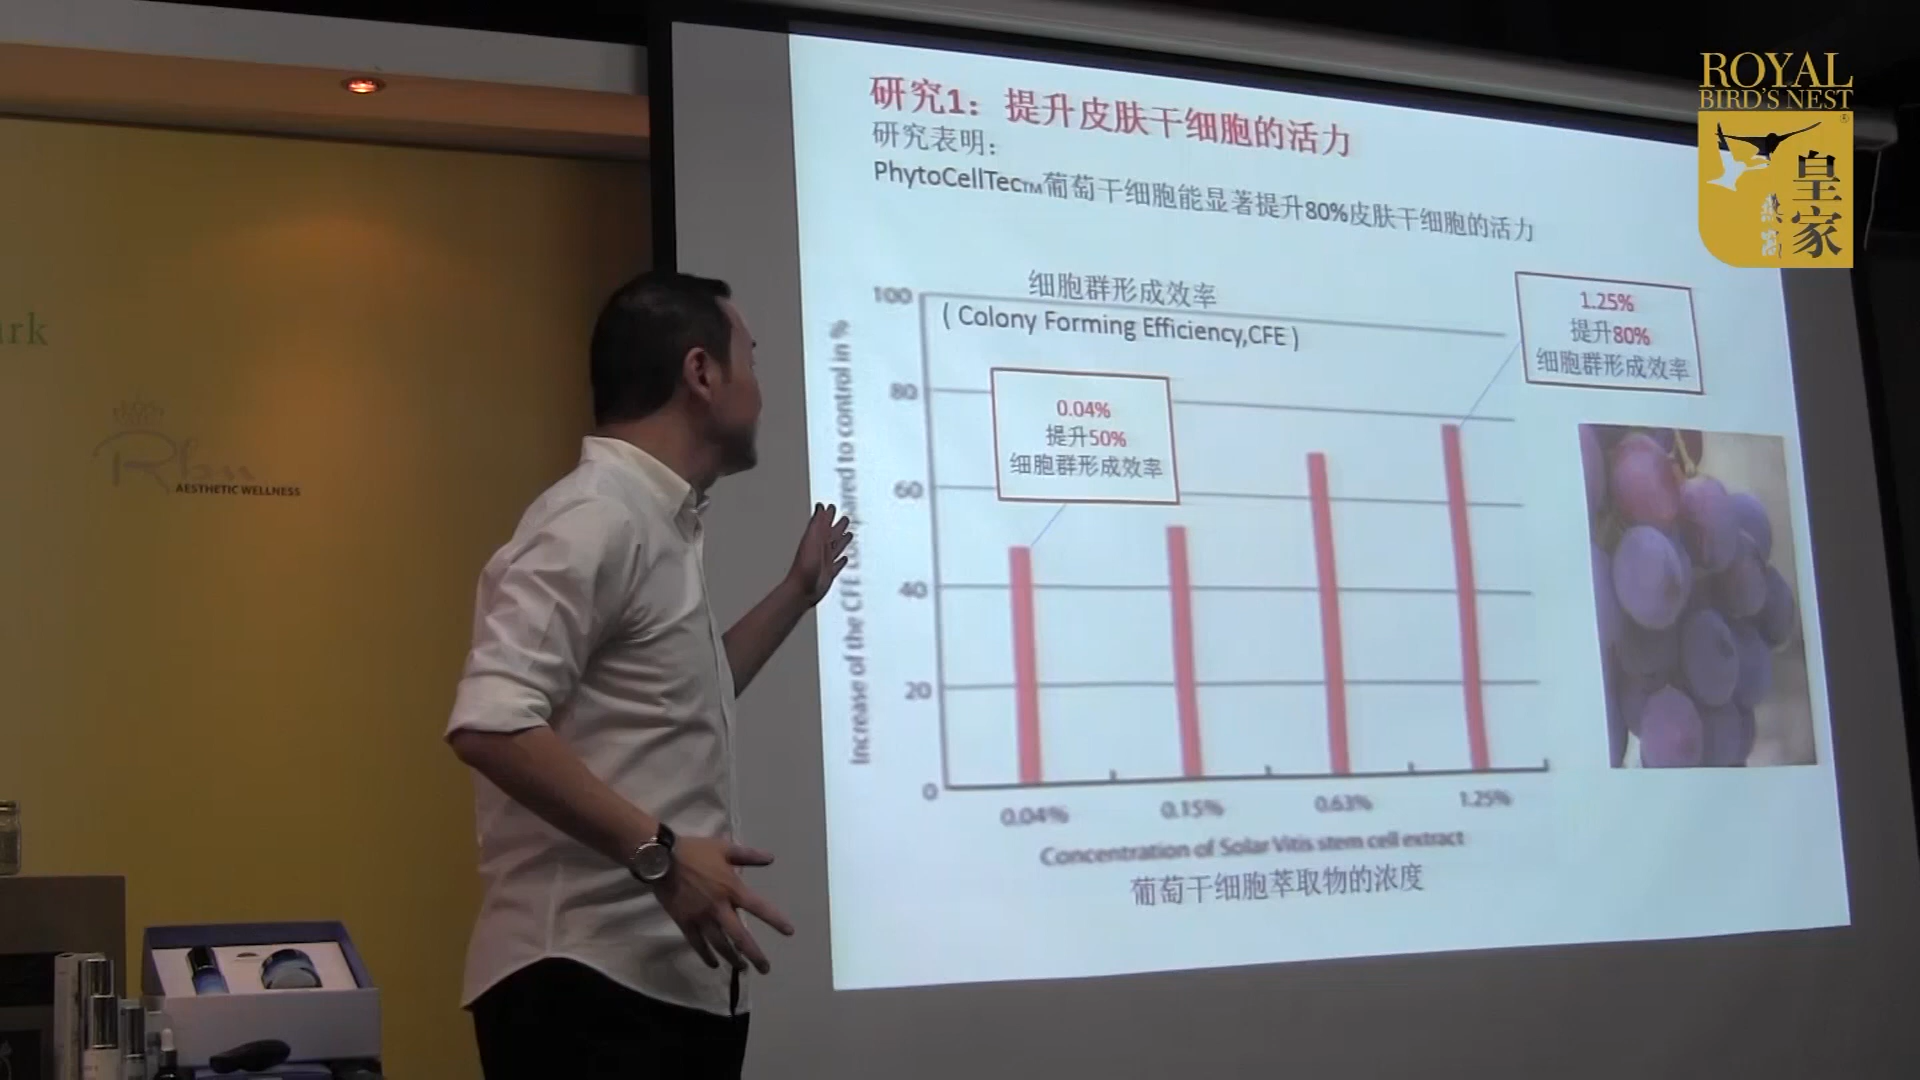 ROYAL
BIRD'S NEST
®
皇家
燕窝
ark
AESTHETIC WELLNESS
研究1：提升皮肤干细胞的活力
研究表明：
PhytoCellTec™葡萄干细胞能显著提升80%皮肤干细胞的活力
细胞群形成效率
( Colony Forming Efficiency,CFE )
0.04%
提升50%
细胞群形成效率
1.25%
提升80%
细胞群形成效率
100
80
60
40
20
0
Increase of the CFE compared to control in %
0.04%
0.15%
0.63%
1.25%
Concentration of Solar Vitis stem cell extract
葡萄干细胞萃取物的浓度